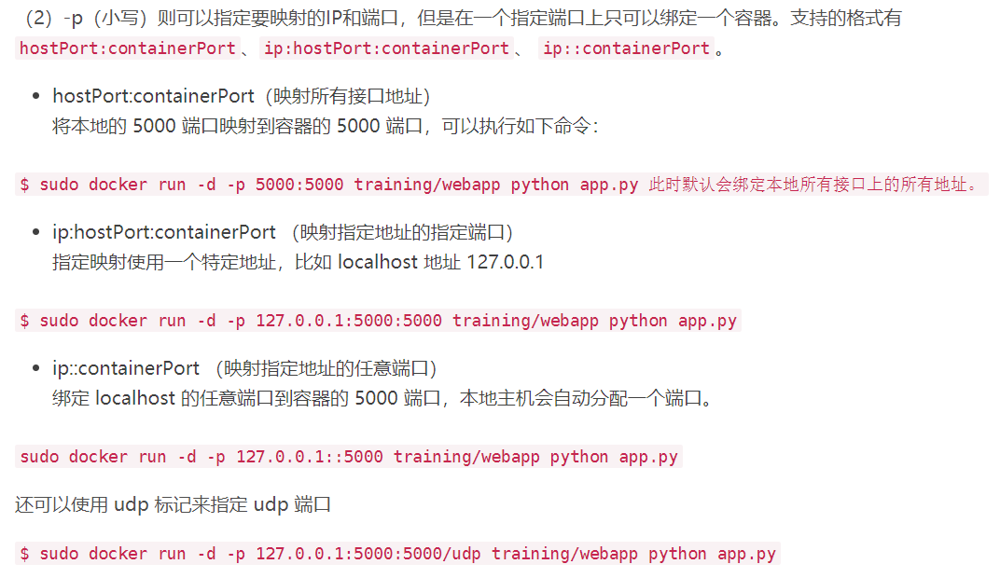 （2）-p（小写）则可以指定要映射的IP和端口，但是在一个指定端口上只可以绑定一个容器。支持的格式有
hostPort:containerPort、ip:hostPort:containerPort、 ip::containerPort。
hostPort:containerPort（映射所有接口地址）
将本地的 5000 端口映射到容器的 5000 端口，可以执行如下命令：
$ sudo docker run -d -p 5000:5000 training/webapp python app.py 此时默认会绑定本地所有接口上的所有地址。
ip:hostPort:containerPort （映射指定地址的指定端口）
指定映射使用一个特定地址，比如 localhost 地址 127.0.0.1
$ sudo docker run -d -p 127.0.0.1:5000:5000 training/webapp python app.py
ip::containerPort （映射指定地址的任意端口）
绑定 localhost 的任意端口到容器的 5000 端口，本地主机会自动分配一个端口。
sudo docker run -d -p 127.0.0.1::5000 training/webapp python app.py
还可以使用 udp 标记来指定 udp 端口
$ sudo docker run -d -p 127.0.0.1:5000:5000/udp training/webapp python app.py